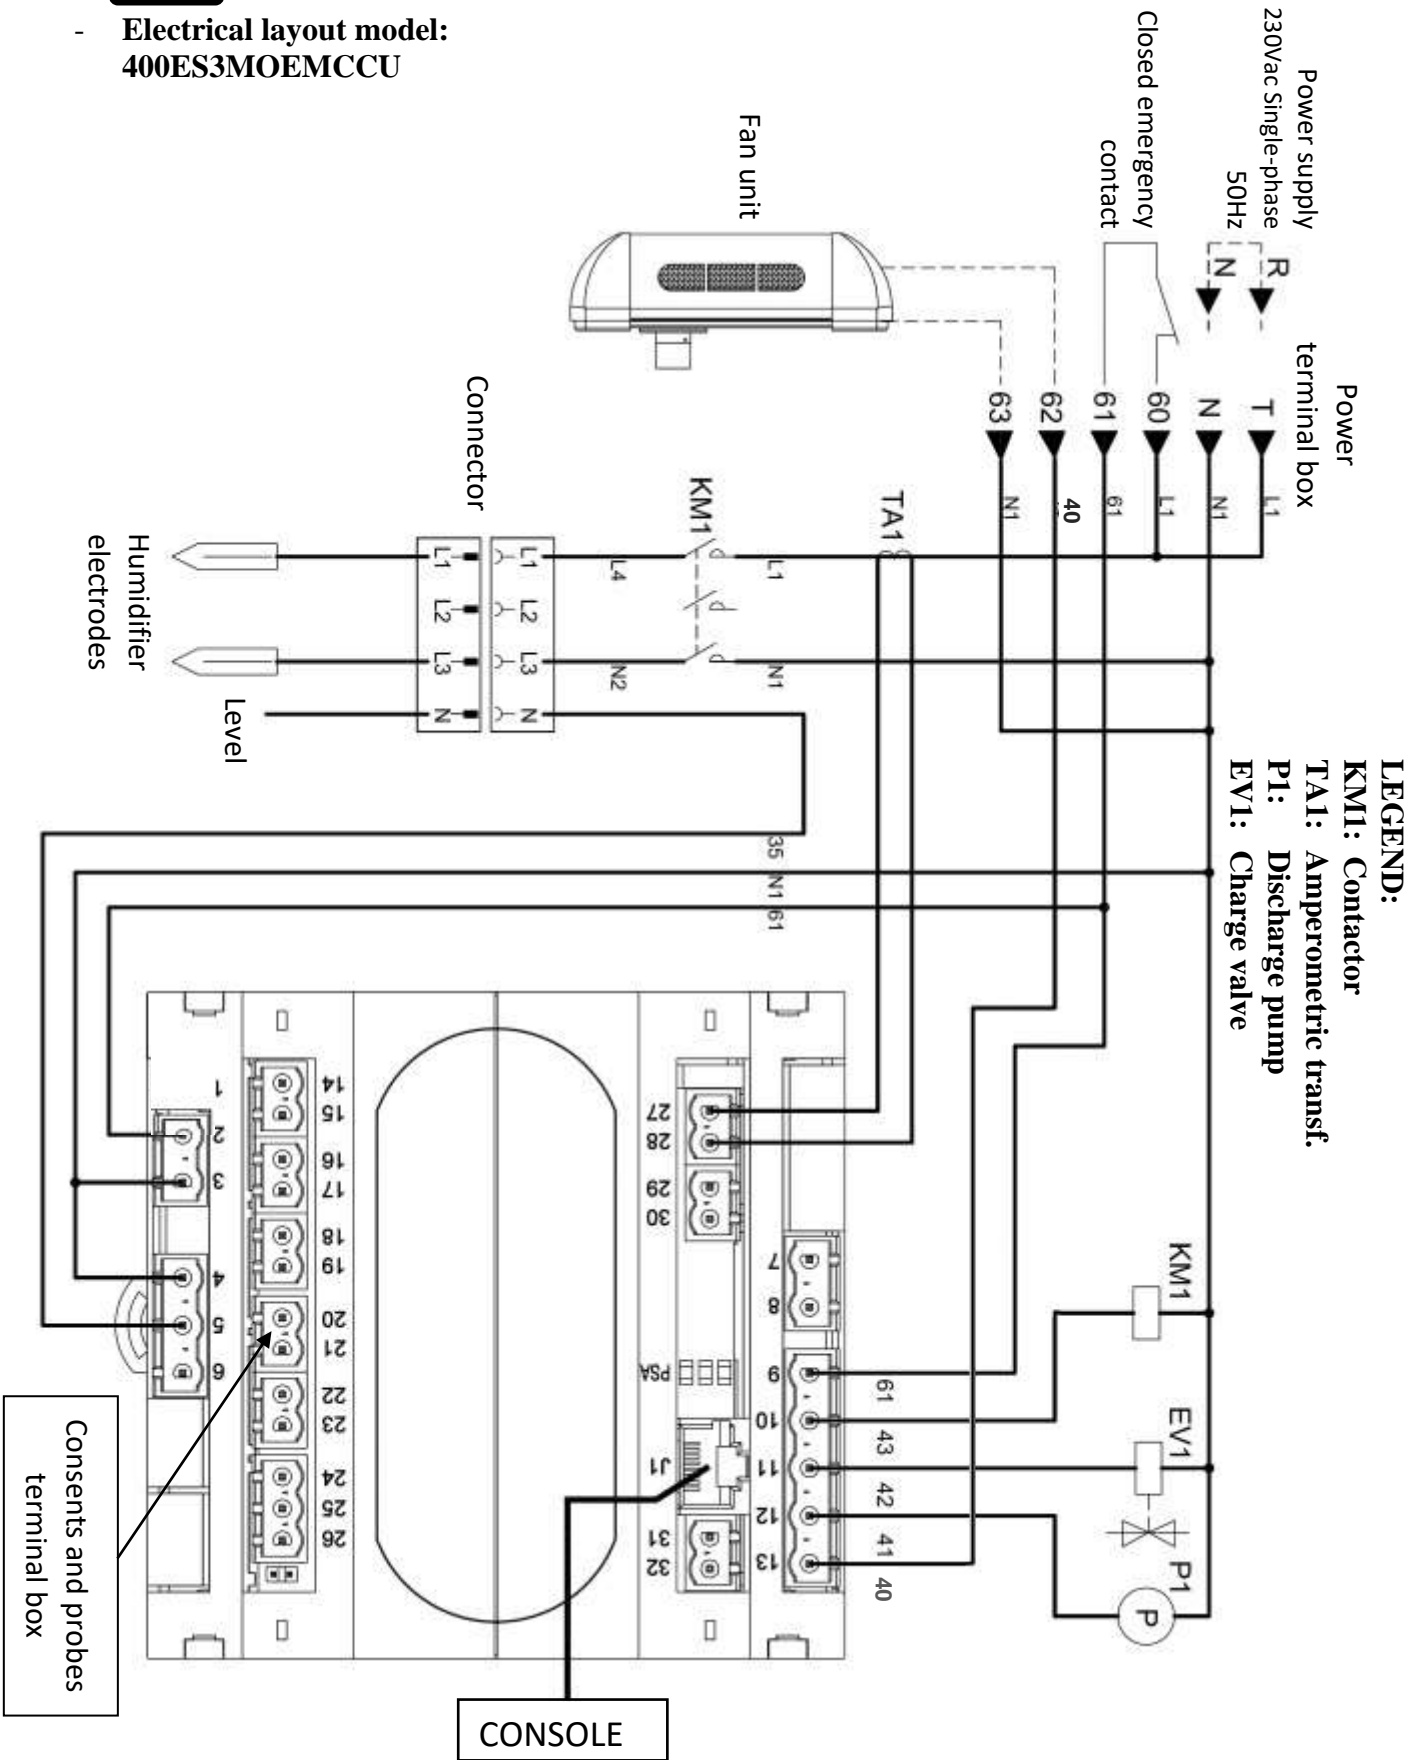 - Electrical layout model:
400ES3MOEMCCU
Power supply
230Vac Single-phase
50Hz
Closed emergency
contact
Fan unit
R
N
Power
terminal box
T
N
60
61
62
63
L1
N1
L1
61
40
N1
TA1
KM1
L1
N1
L4
N2
Connector
L1
L2
L3
N
L1
L2
L3
N
Humidifier
electrodes
Level
LEGEND:
KM1: Contactor
TA1: Amperometric transf.
P1: Discharge pump
EV1: Charge valve
35
N1
61
KM1
EV1
P1
P
1
2
3
4
5
6
14
15
16
17
18
19
20
21
22
23
24
25
26
27
28
29
30
PSA
J1
31
32
7
8
9
10
11
12
13
61
43
42
41
40
Consents and probes
terminal box
CONSOLE